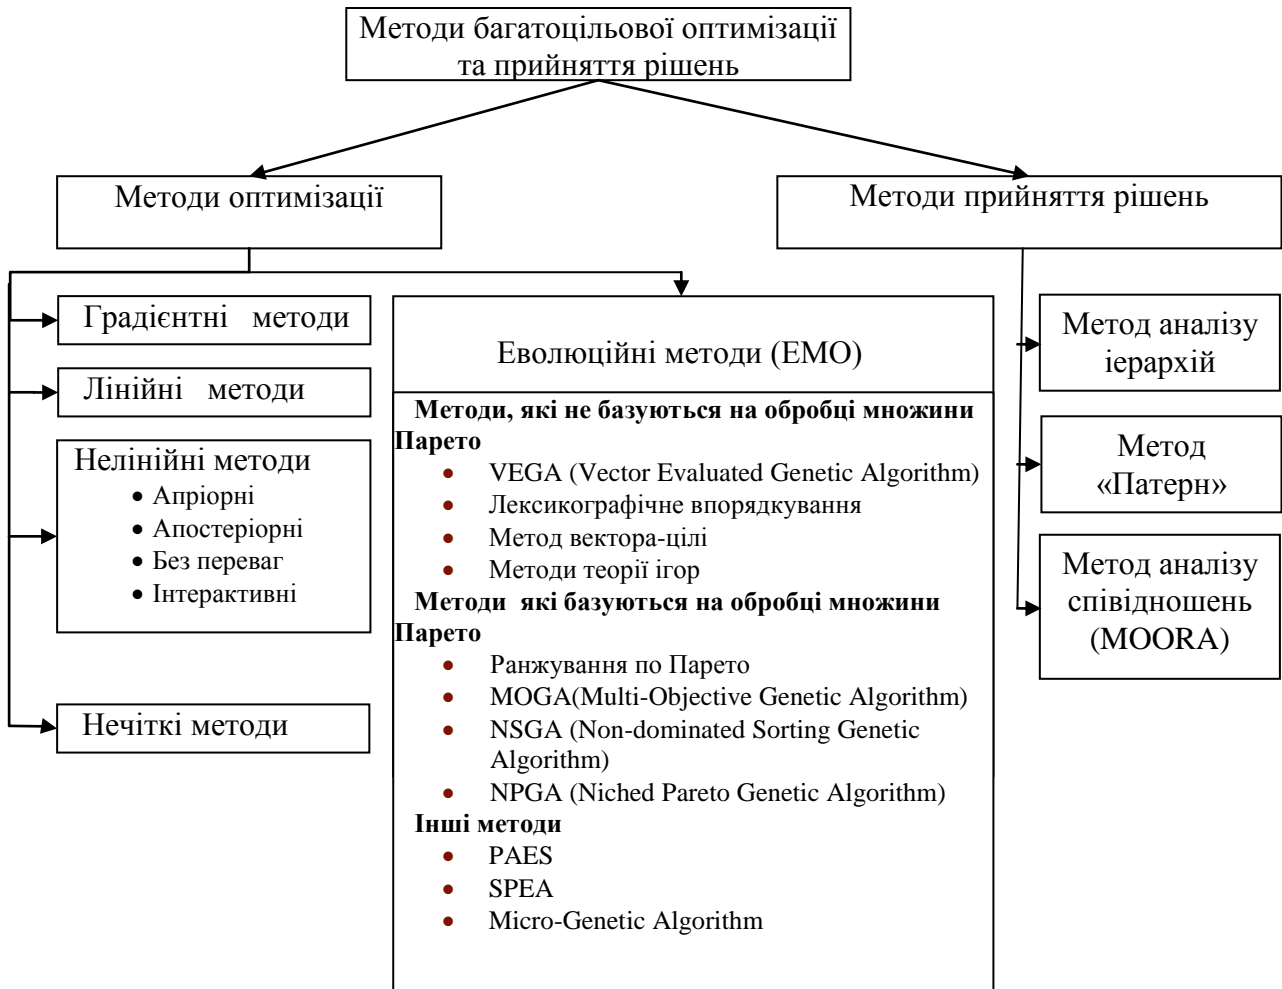 Методи багатоцільової оптимізації
та прийняття рішень
Методи оптимізації
Методи прийняття рішень
Градієнтні методи
Лінійні методи
Нелінійні методи
• Апріорні
• Апостеріорні
• Без переваг
• Інтерактивні
Нечіткі методи
Еволюційні методи (ЕМО)
Методи, які не базуються на обробці множини
Парето
• VEGA (Vector Evaluated Genetic Algorithm)
• Лексикографічне впорядкування
• Метод вектора-цілі
• Методи теорії ігор
Методи які базуються на обробці множини
Парето
• Ранжування по Парето
• MOGA(Multi-Objective Genetic Algorithm)
• NSGA (Non-dominated Sorting Genetic
Algorithm)
• NPGA (Niched Pareto Genetic Algorithm)
Інші методи
• PAES
• SPEA
• Micro-Genetic Algorithm
Метод аналізу
ієрархій
Метод
«Патерн»
Метод аналізу
співідношень
(MOORA)